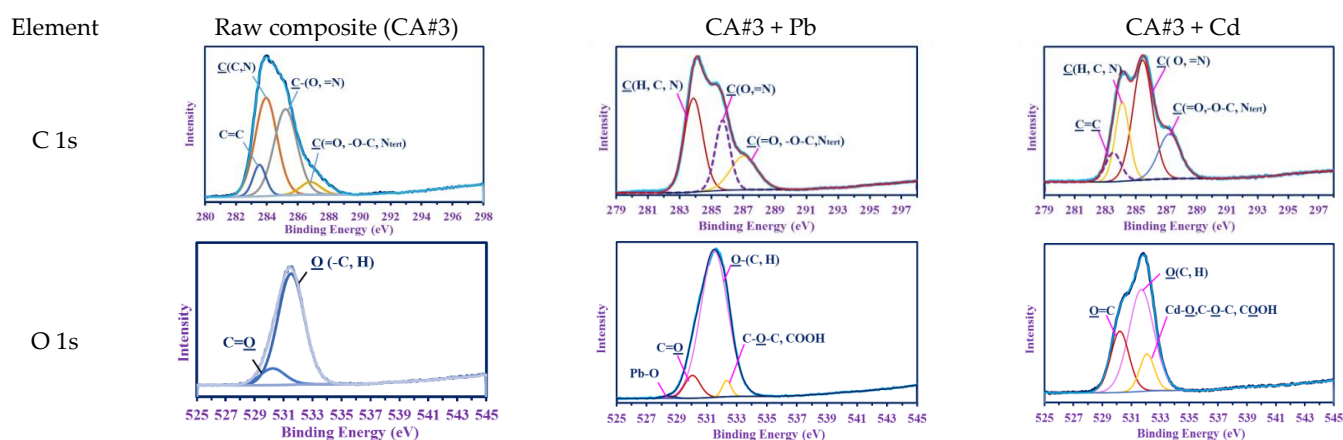 Element Raw composite (CA#3) CA#3 + Pb CA#3 + Cd
C 1s
Intensity
C(C,N)
C-(O, =N)
C=C
C(=O, -O-C, Ntert)
280 282 284 286 288 290 292 294 296 298
Binding Energy (eV)
Intensity
C(H, C, N)
C(O,=N)
C(=O, -O-C,Ntert)
279 281 283 285 287 289 291 293 295 297
Binding Energy (eV)
Intensity
C(H, C, N)
C( O, =N)
C=C
C(=O,-O-C,Ntert)
279 281 283 285 287 289 291 293 295 297
Binding Energy (eV)
O 1s
Intensity
O (-C, H)
C=O
525 527 529 531 533 535 537 539 541 543 545
Binding Energy (eV)
Intensity
O-(C, H)
C=O
C-O-C, COOH
Pb-O
525 527 529 531 533 535 537 539 541 543 545
Binding Energy (eV)
Intensity
O(C, H)
O=C
Cd-O,C-O-C, COOH
525 527 529 531 533 535 537 539 541 543 545
Binding Energy (eV)